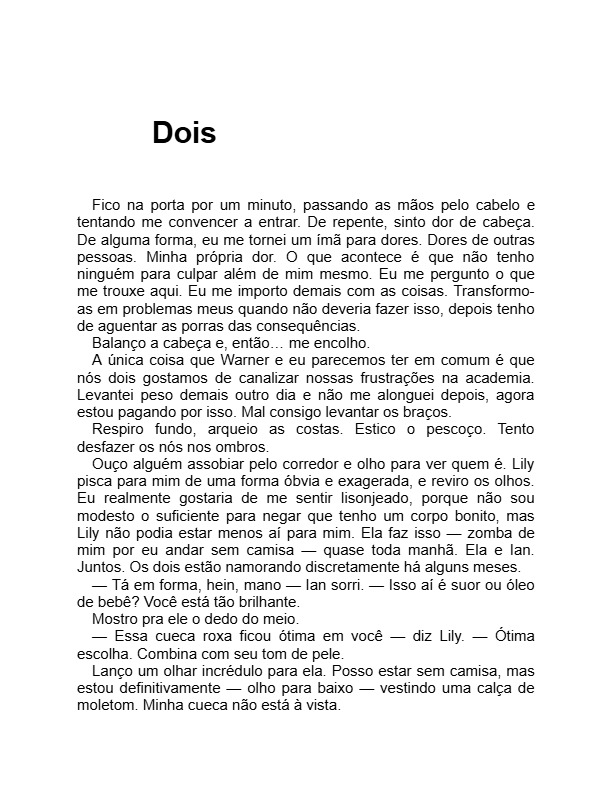 Dois
Fico na porta por um minuto, passando as mãos pelo cabelo e
tentando me convencer a entrar. De repente, sinto dor de cabeça.
De alguma forma, eu me tornei um ímã para dores. Dores de outras
pessoas. Minha própria dor. O que acontece é que não tenho
ninguém para culpar além de mim mesmo. Eu me pergunto o que
me trouxe aqui. Eu me importo demais com as coisas. Transformo-
as em problemas meus quando não deveria fazer isso, depois tenho
de aguentar as porras das consequências.
Balanço a cabeça e, então… me encolho.
A única coisa que Warner e eu parecemos ter em comum é que
nós dois gostamos de canalizar nossas frustrações na academia.
Levantei peso demais outro dia e não me alonguei depois, agora
estou pagando por isso. Mal consigo levantar os braços.
Respiro fundo, arqueio as costas. Estico o pescoço. Tento
desfazer os nós nos ombros.
Ouço alguém assobiar pelo corredor e olho para ver quem é. Lily
pisca para mim de uma forma óbvia e exagerada, e reviro os olhos.
Eu realmente gostaria de me sentir lisonjeado, porque não sou
modesto o suficiente para negar que tenho um corpo bonito, mas
Lily não podia estar menos aí para mim. Ela faz isso — zomba de
mim por eu andar sem camisa — quase toda manhã. Ela e Ian.
Juntos. Os dois estão namorando discretamente há alguns meses.
— Tá em forma, hein, mano — Ian sorri. — Isso aí é suor ou óleo
de bebê? Você está tão brilhante.
Mostro pra ele o dedo do meio.
— Essa cueca roxa ficou ótima em você — diz Lily. — Ótima
escolha. Combina com seu tom de pele.
Lanço um olhar incrédulo para ela. Posso estar sem camisa, mas
estou definitivamente — olho para baixo — vestindo uma calça de
moletom. Minha cueca não está à vista.